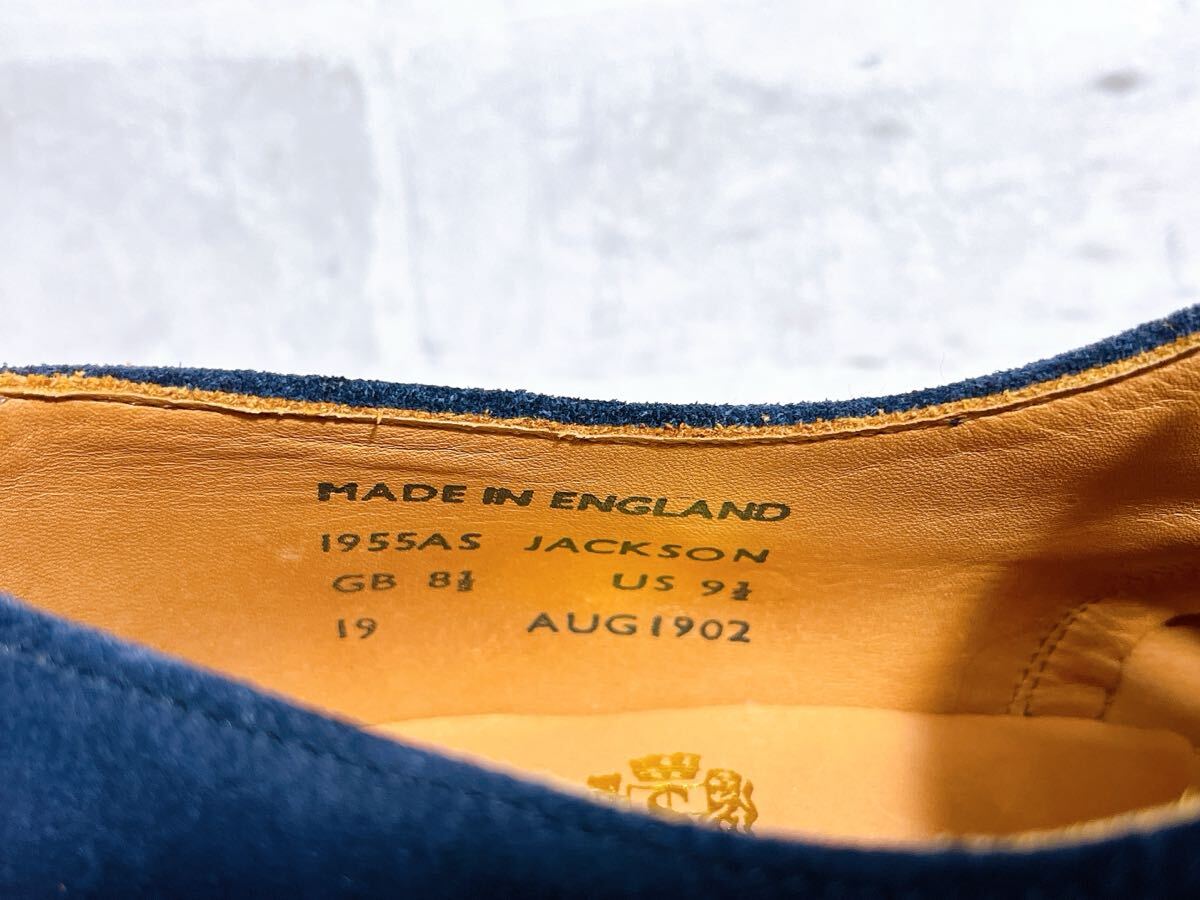 MADE IN ENGLAND
1955AS JACKSON
GB 8½ US 9½
19 AUG1902